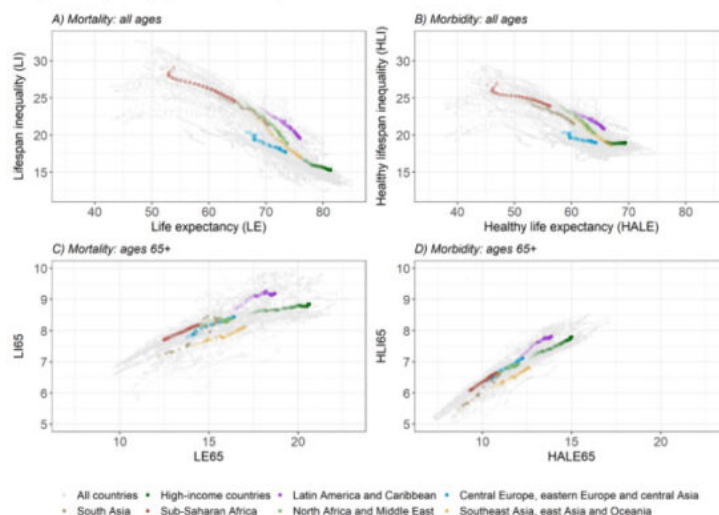 A) Mortality: all ages
B) Morbidity: all ages
Lifespan inequality (LI)
30
25
20
15
40 50 60 70 80
Life expectancy (LE)
Healthy lifespan inequality (HLI)
30
25
20
15
40 50 60 70 80
Healthy life expectancy (HALE)
C) Mortality: ages 65+
D) Morbidity: ages 65+
LI65
10
9
8
7
6
5
10 15 20
LE65
HLI65
10
9
8
7
6
5
10 15 20
HALE65
All countries High-income countries Latin America and Caribbean Central Europe, eastern Europe and central Asia
South Asia Sub-Saharan Africa North Africa and Middle East Southeast Asia, east Asia and Oceania